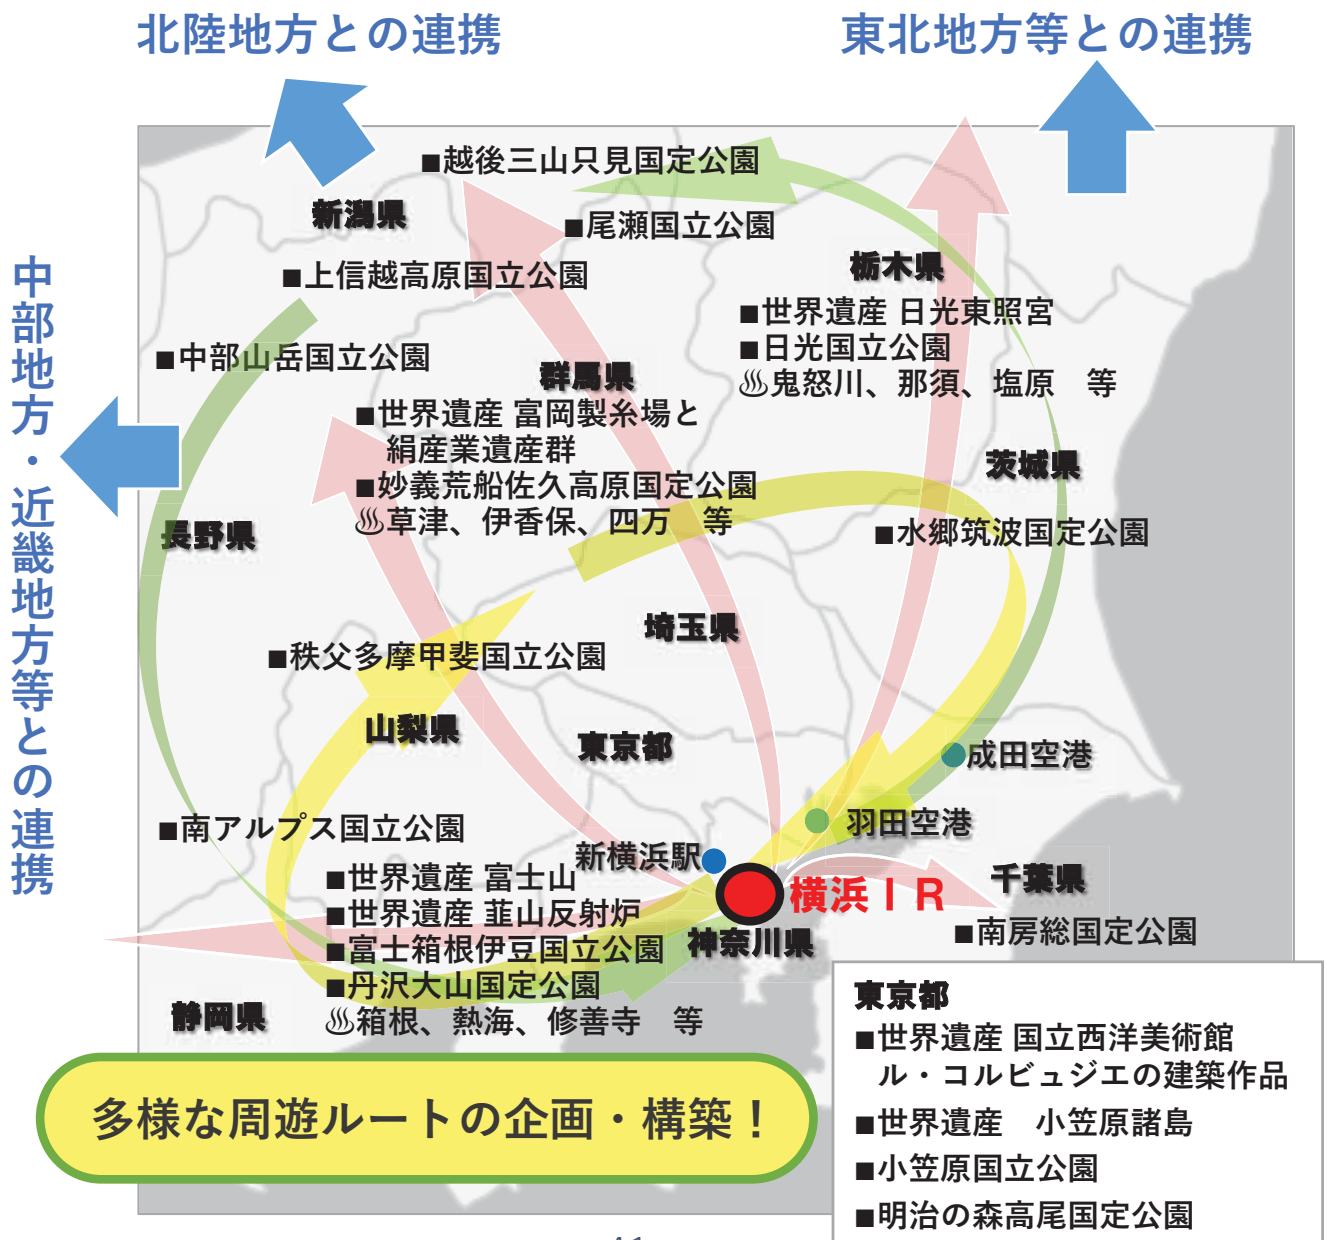 北陸地方との連携
東北地方等との連携
中部地方・近畿地方等との連携
■越後三山只見国定公園
新潟県
■尾瀬国立公園
■上信越高原国立公園
栃木県
■世界遺産 日光東照宮
■日光国立公園
♨鬼怒川、那須、塩原　等
■中部山岳国立公園
群馬県
■世界遺産 富岡製糸場と
絹産業遺産群
■妙義荒船佐久高原国定公園
♨草津、伊香保、四万　等
茨城県
■水郷筑波国定公園
長野県
埼玉県
■秩父多摩甲斐国立公園
山梨県
東京都
成田空港
羽田空港
■南アルプス国立公園
新横浜駅
横浜ＩＲ
千葉県
■南房総国定公園
■世界遺産 富士山
■世界遺産 韮山反射炉
■富士箱根伊豆国立公園
■丹沢大山国定公園
♨箱根、熱海、修善寺　等
神奈川県
静岡県
多様な周遊ルートの企画・構築！
東京都
■世界遺産 国立西洋美術館
ル・コルビュジエの建築作品
■世界遺産　小笠原諸島
■小笠原国立公園
■明治の森高尾国定公園